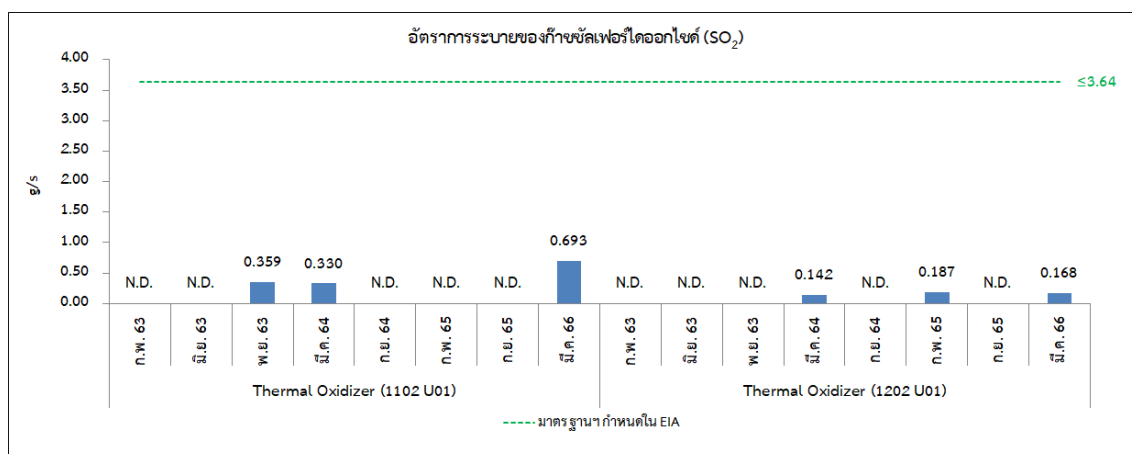 อัตราการระบายของก๊าซซัลเฟอร์ไดออกไซด์ (SO2)
4.00
≤3.64
3.50
3.00
2.50
2.00
1.50
1.00
0.50
0.00
g/s
N.D. N.D. 0.359 0.330 N.D. N.D. N.D. 0.693 N.D. N.D. N.D. 0.142 N.D. 0.187 N.D. 0.168
ก.พ. 63 มิ.ย. 63 พ.ย. 63 มี.ค. 64 ก.ย. 64 ก.พ. 65 ก.ย. 65 มี.ค. 66 ก.พ. 63 มิ.ย. 63 พ.ย. 63 มี.ค. 64 ก.ย. 64 ก.พ. 65 ก.ย. 65 มี.ค. 66
Thermal Oxidizer (1102 U01) Thermal Oxidizer (1202 U01)
มาตรฐานฯ กำหนดใน EIA